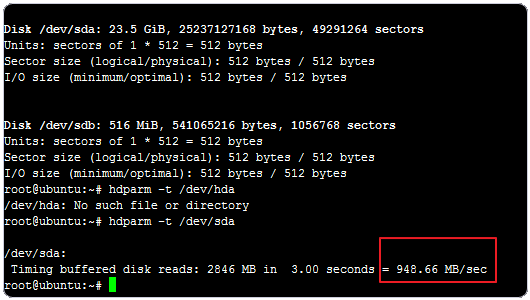 Disk /dev/sda: 23.5 GiB, 25237127168 bytes, 49291264 sectors
Units: sectors of 1 * 512 = 512 bytes
Sector size (logical/physical): 512 bytes / 512 bytes
I/O size (minimum/optimal): 512 bytes / 512 bytes
Disk /dev/sdb: 516 MiB, 541065216 bytes, 1056768 sectors
Units: sectors of 1 * 512 = 512 bytes
Sector size (logical/physical): 512 bytes / 512 bytes
I/O size (minimum/optimal): 512 bytes / 512 bytes
root@ubuntu:~# hdparm -t /dev/hda
/dev/hda: No such file or directory
root@ubuntu:~# hdparm -t /dev/sda
/dev/sda:
Timing buffered disk reads: 2846 MB in  3.00 seconds = 948.66 MB/sec
root@ubuntu:~#